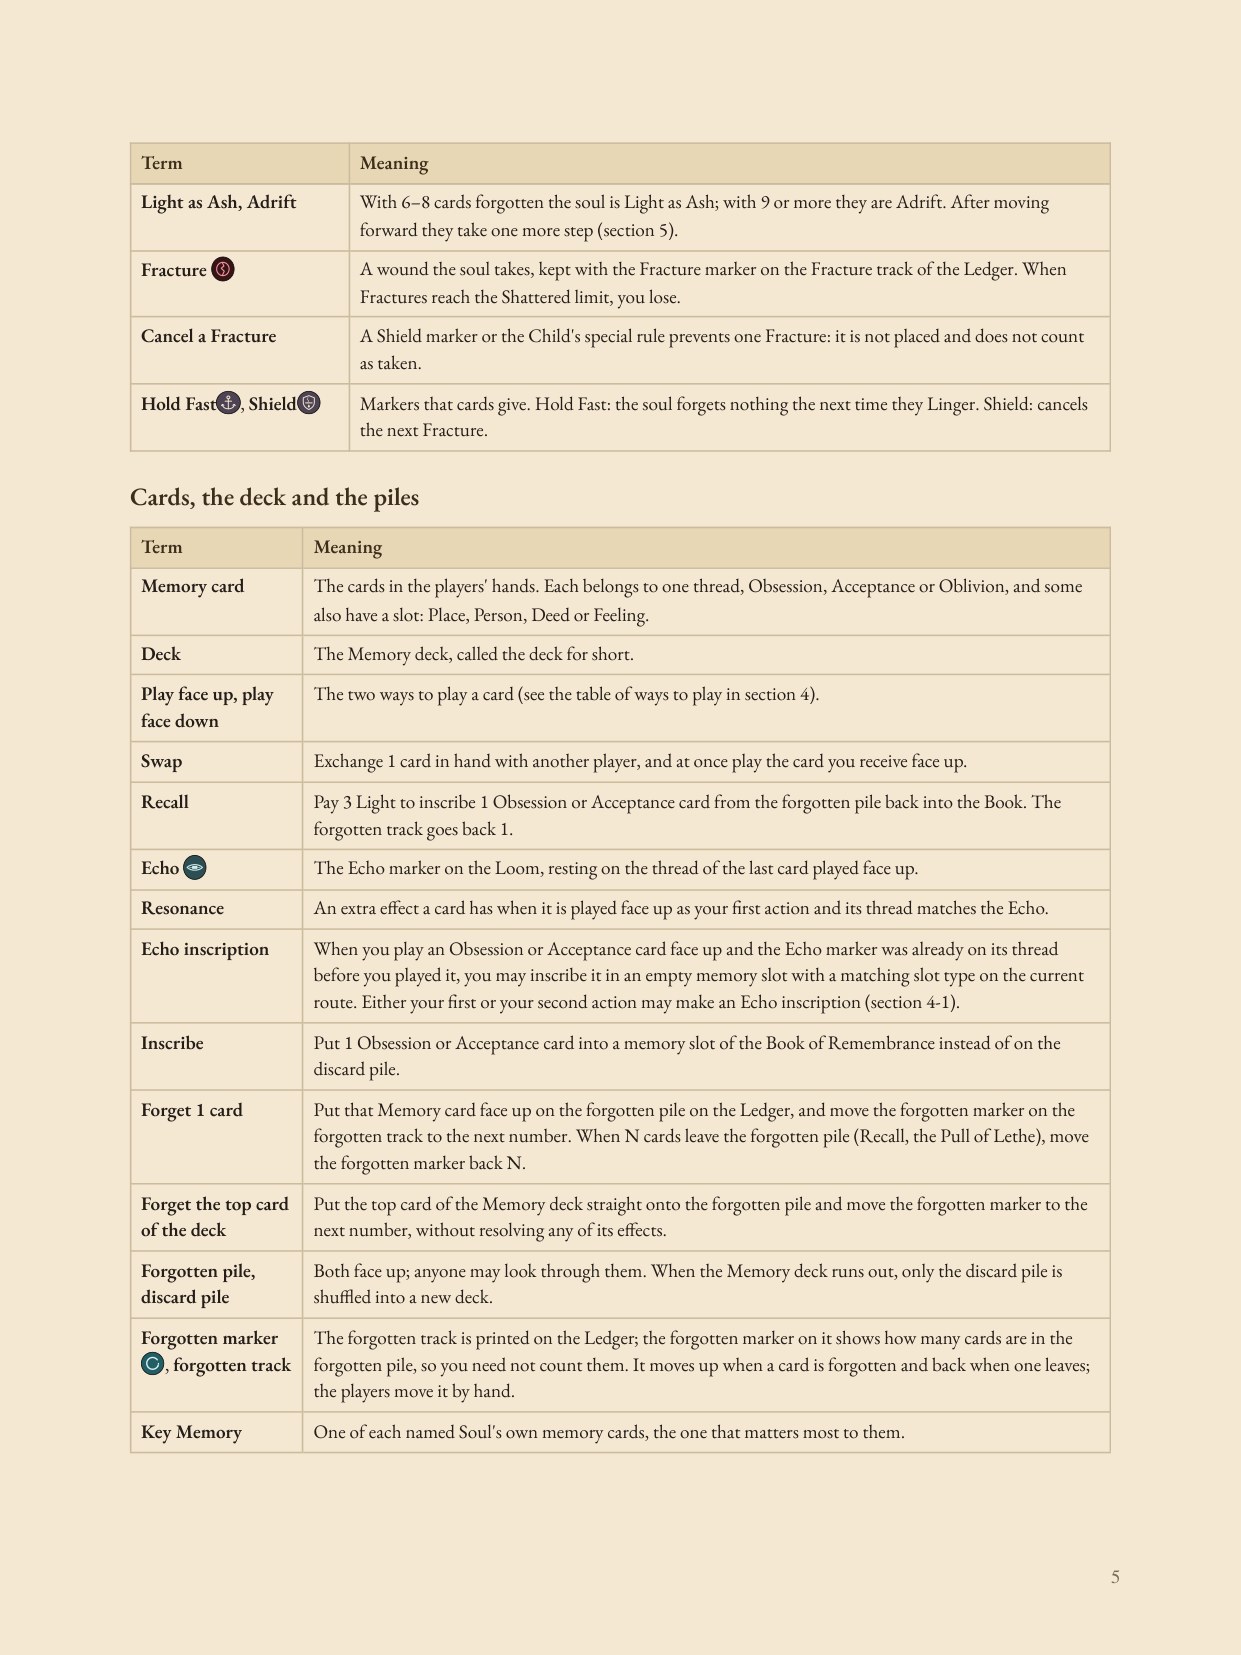 Term Meaning
Light as Ash, Adrift With 6–8 cards forgotten the soul is Light as Ash; with 9 or more they are Adrift. After moving
forward they take one more step (section 5).
Fracture A wound the soul takes, kept with the Fracture marker on the Fracture track of the Ledger. When
Fractures reach the Shattered limit, you lose.
Cancel a Fracture A Shield marker or the Child's special rule prevents one Fracture: it is not placed and does not count
as taken.
Hold Fast, Shield Markers that cards give. Hold Fast: the soul forgets nothing the next time they Linger. Shield: cancels
the next Fracture.
Cards, the deck and the piles
Term Meaning
Memory card The cards in the players' hands. Each belongs to one thread, Obsession, Acceptance or Oblivion, and some
also have a slot: Place, Person, Deed or Feeling.
Deck The Memory deck, called the deck for short.
Play face up, play The two ways to play a card (see the table of ways to play in section 4).
face down
Swap Exchange 1 card in hand with another player, and at once play the card you receive face up.
Recall Pay 3 Light to inscribe 1 Obsession or Acceptance card from the forgotten pile back into the Book. The
forgotten track goes back 1.
Echo The Echo marker on the Loom, resting on the thread of the last card played face up.
Resonance An extra effect a card has when it is played face up as your first action and its thread matches the Echo.
Echo inscription When you play an Obsession or Acceptance card face up and the Echo marker was already on its thread
before you played it, you may inscribe it in an empty memory slot with a matching slot type on the current
route. Either your first or your second action may make an Echo inscription (section 4-1).
Inscribe Put 1 Obsession or Acceptance card into a memory slot of the Book of Remembrance instead of on the
discard pile.
Forget 1 card Put that Memory card face up on the forgotten pile on the Ledger, and move the forgotten marker on the
forgotten track to the next number. When N cards leave the forgotten pile (Recall, the Pull of Lethe), move
the forgotten marker back N.
Forget the top card Put the top card of the Memory deck straight onto the forgotten pile and move the forgotten marker to the
of the deck next number, without resolving any of its effects.
Forgotten pile, Both face up; anyone may look through them. When the Memory deck runs out, only the discard pile is
discard pile shuffled into a new deck.
Forgotten marker The forgotten track is printed on the Ledger; the forgotten marker on it shows how many cards are in the
, forgotten track forgotten pile, so you need not count them. It moves up when a card is forgotten and back when one leaves;
the players move it by hand.
Key Memory One of each named Soul's own memory cards, the one that matters most to them.
5